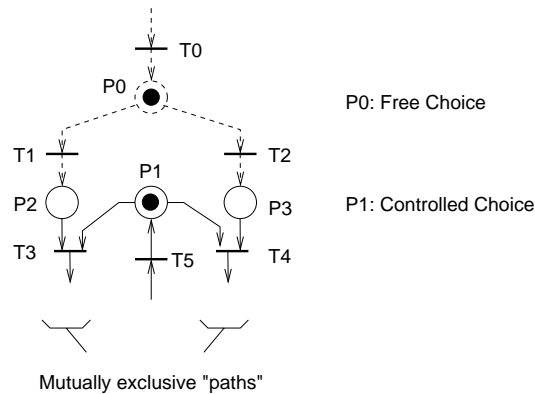 T0
P0
P0: Free Choice
T1
T2
P1
P2
P3
P1: Controlled Choice
T3
T5
T4
Mutually exclusive "paths"